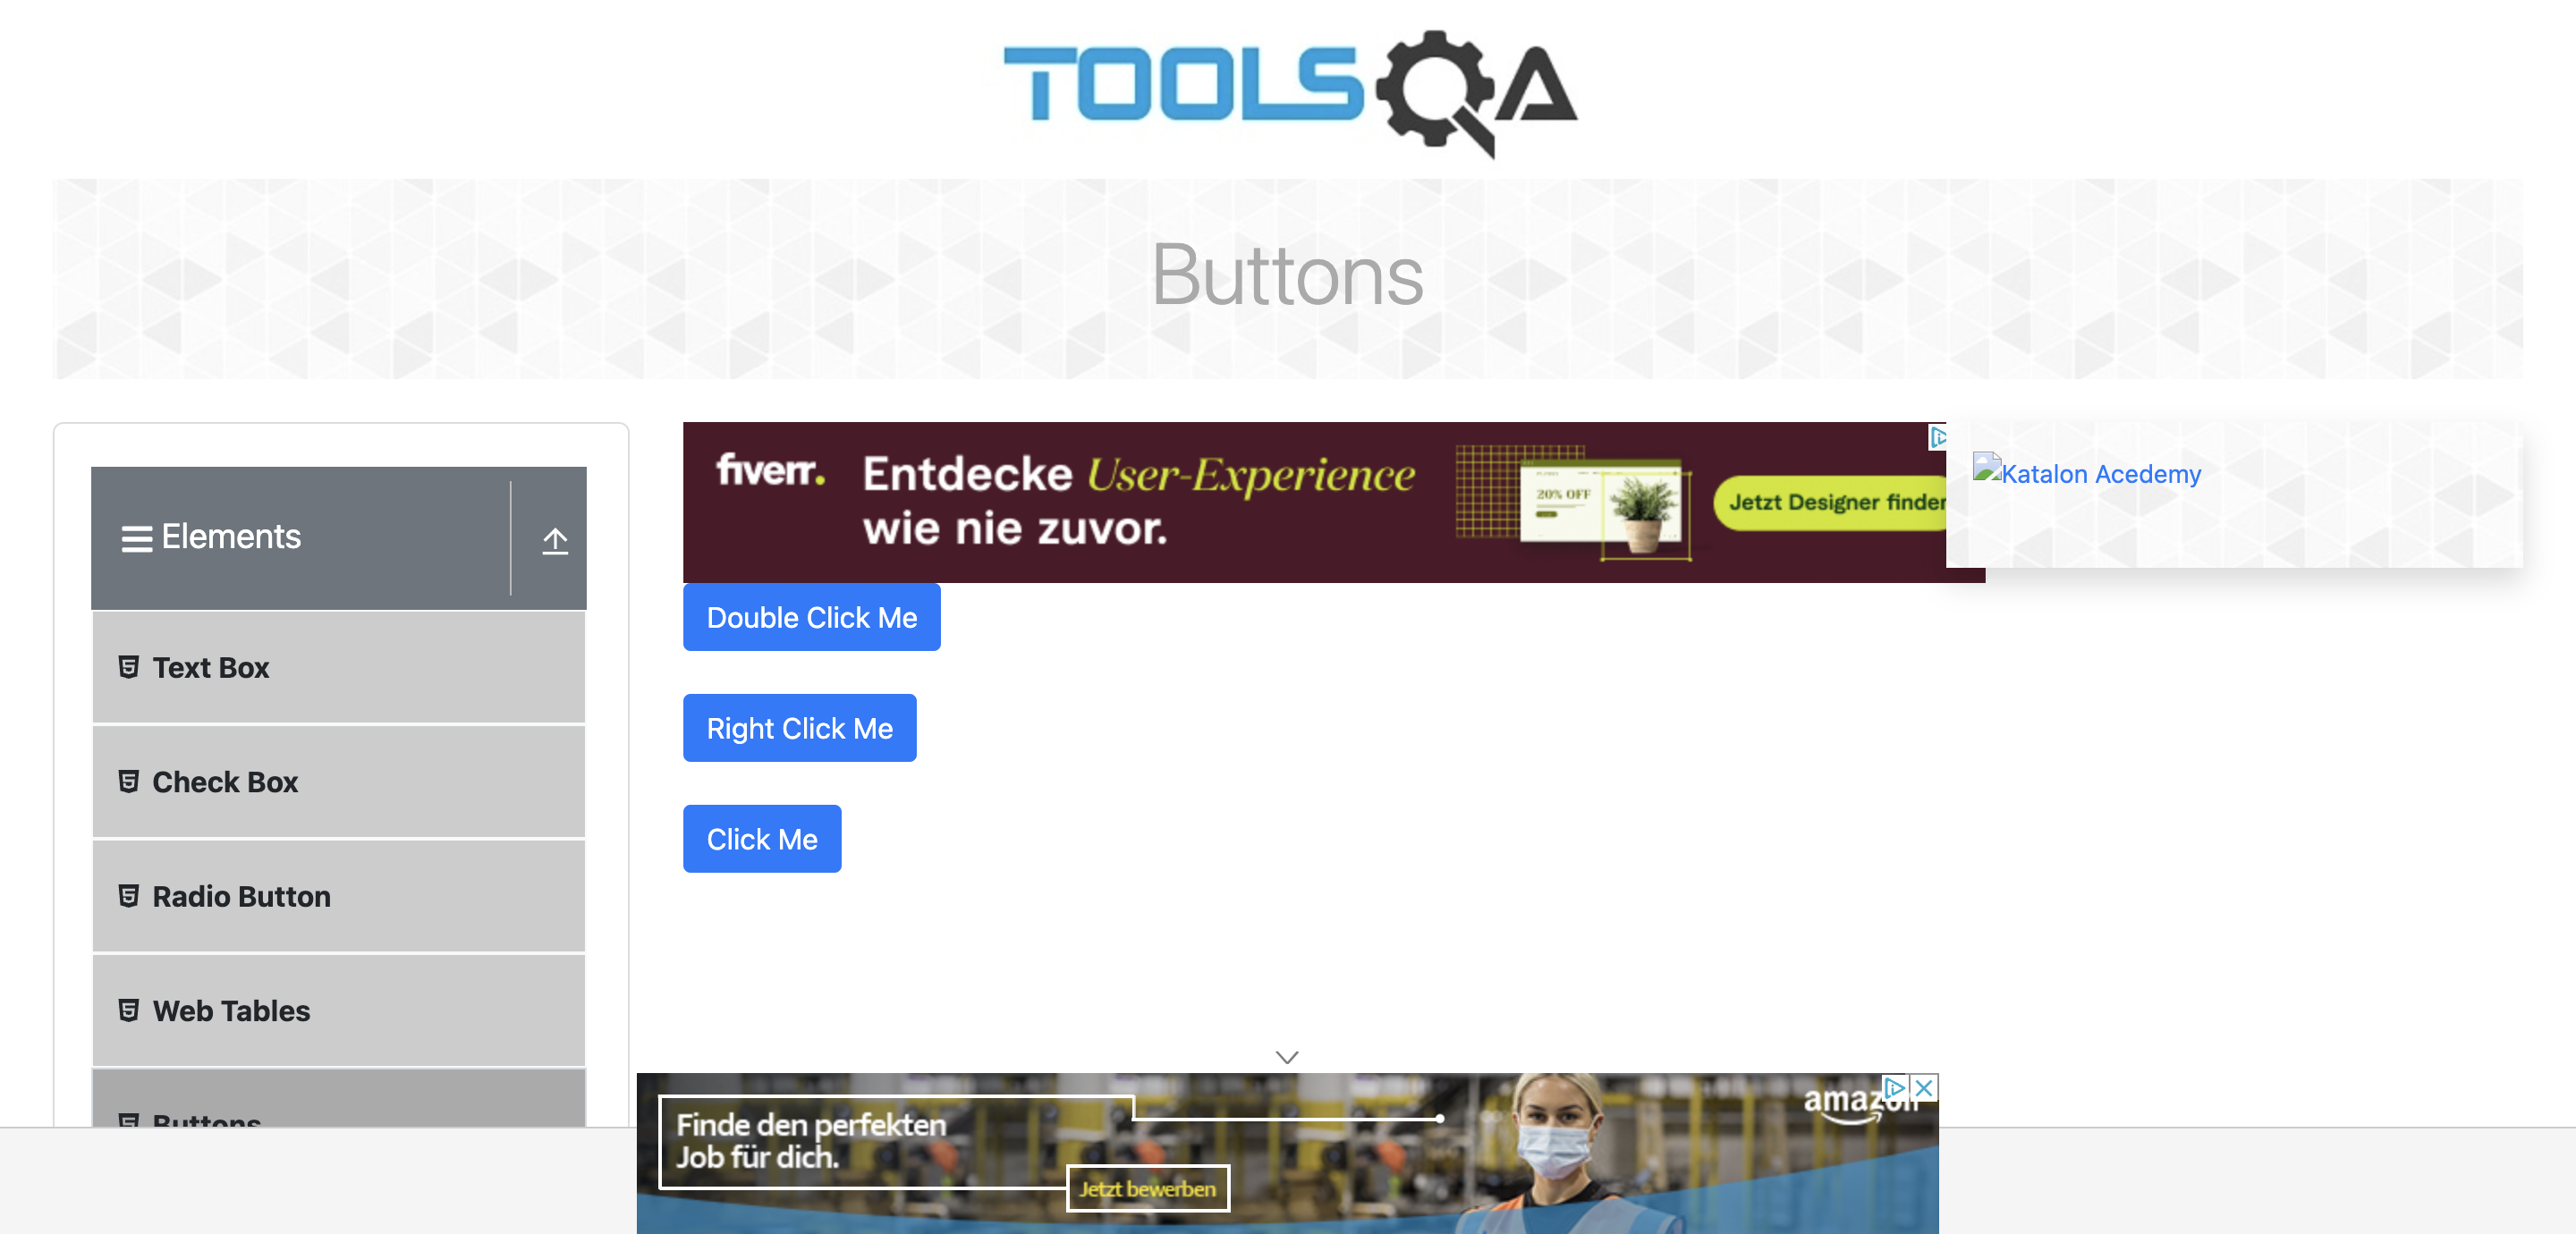 TOOLSQA
Buttons
Elements
Text Box
Check Box
Radio Button
Web Tables
Buttons
fiverr.
Entdecke User-Experience
wie nie zuvor.
20% OFF
Jetzt Designer finden
Katalon Acedemy
Double Click Me
Right Click Me
Click Me
Finde den perfekten
Job für dich.
Jetzt bewerben
amazon